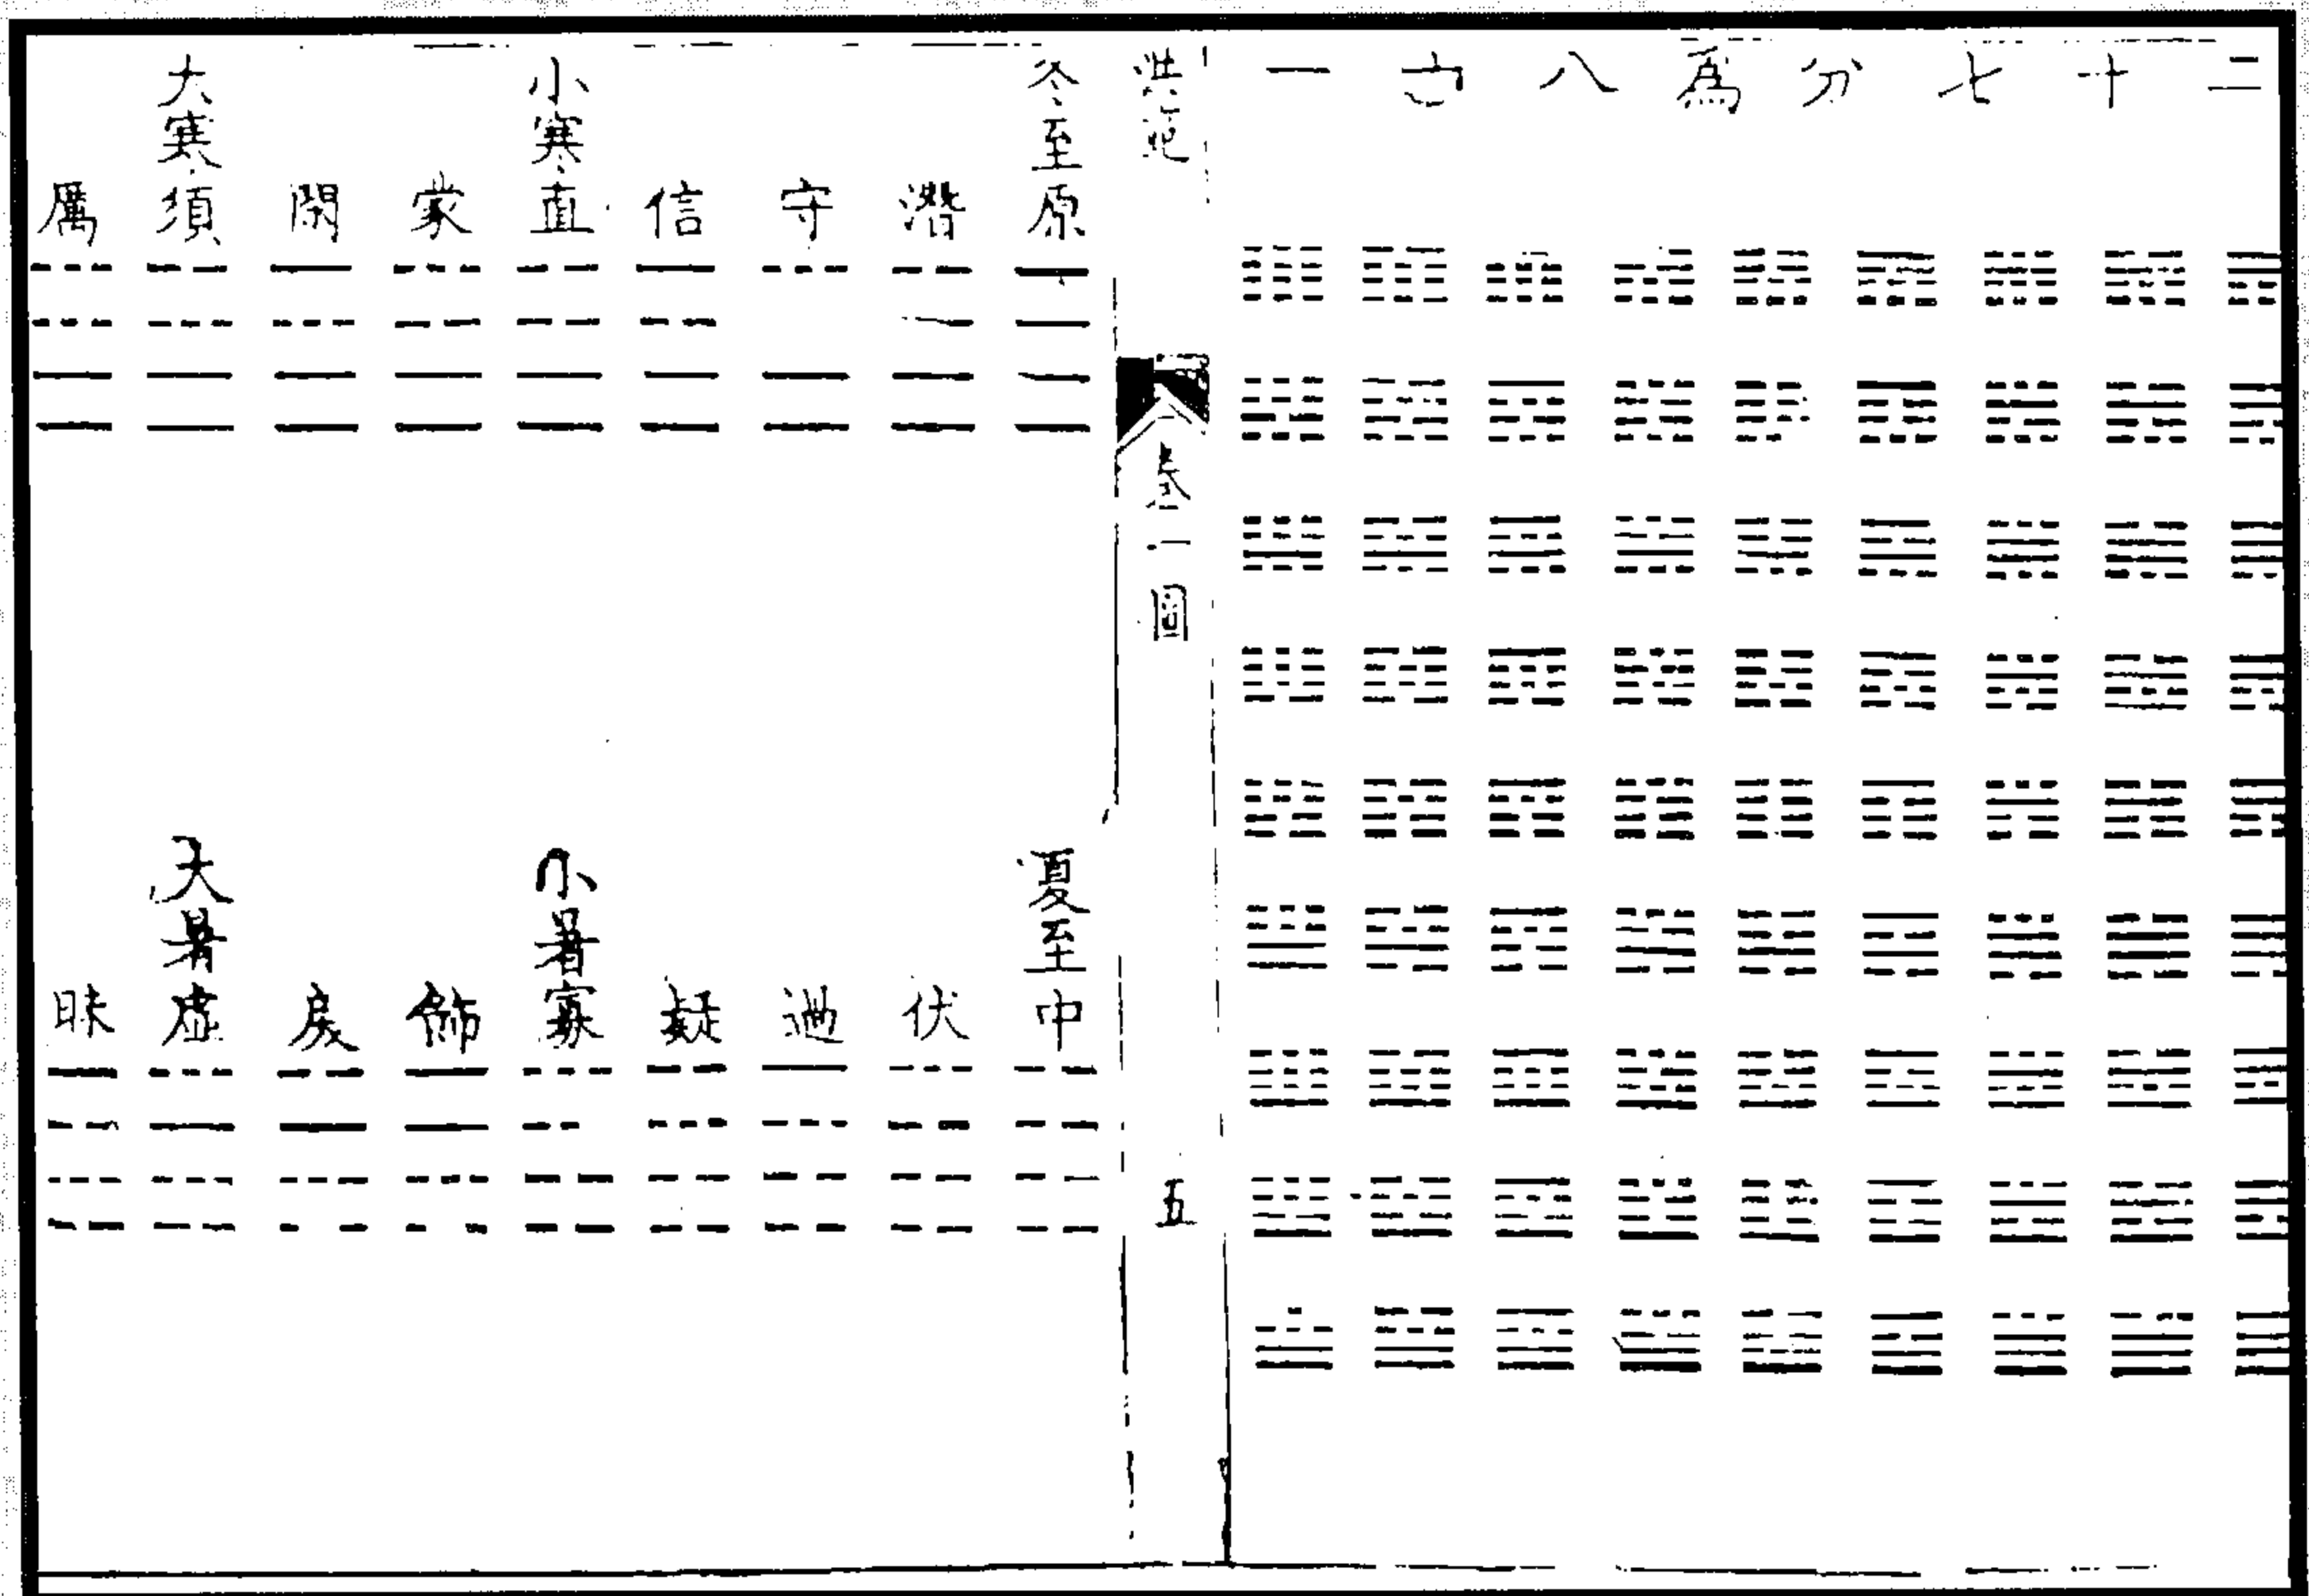 二十七分為八十一
洪範
卷一圖
五
冬至原
潛
守
信
小寒直
蒙
閑
大寒須
厲
夏至中
伏
過
疑
小暑寡
飾
戾
大暑虛
昧